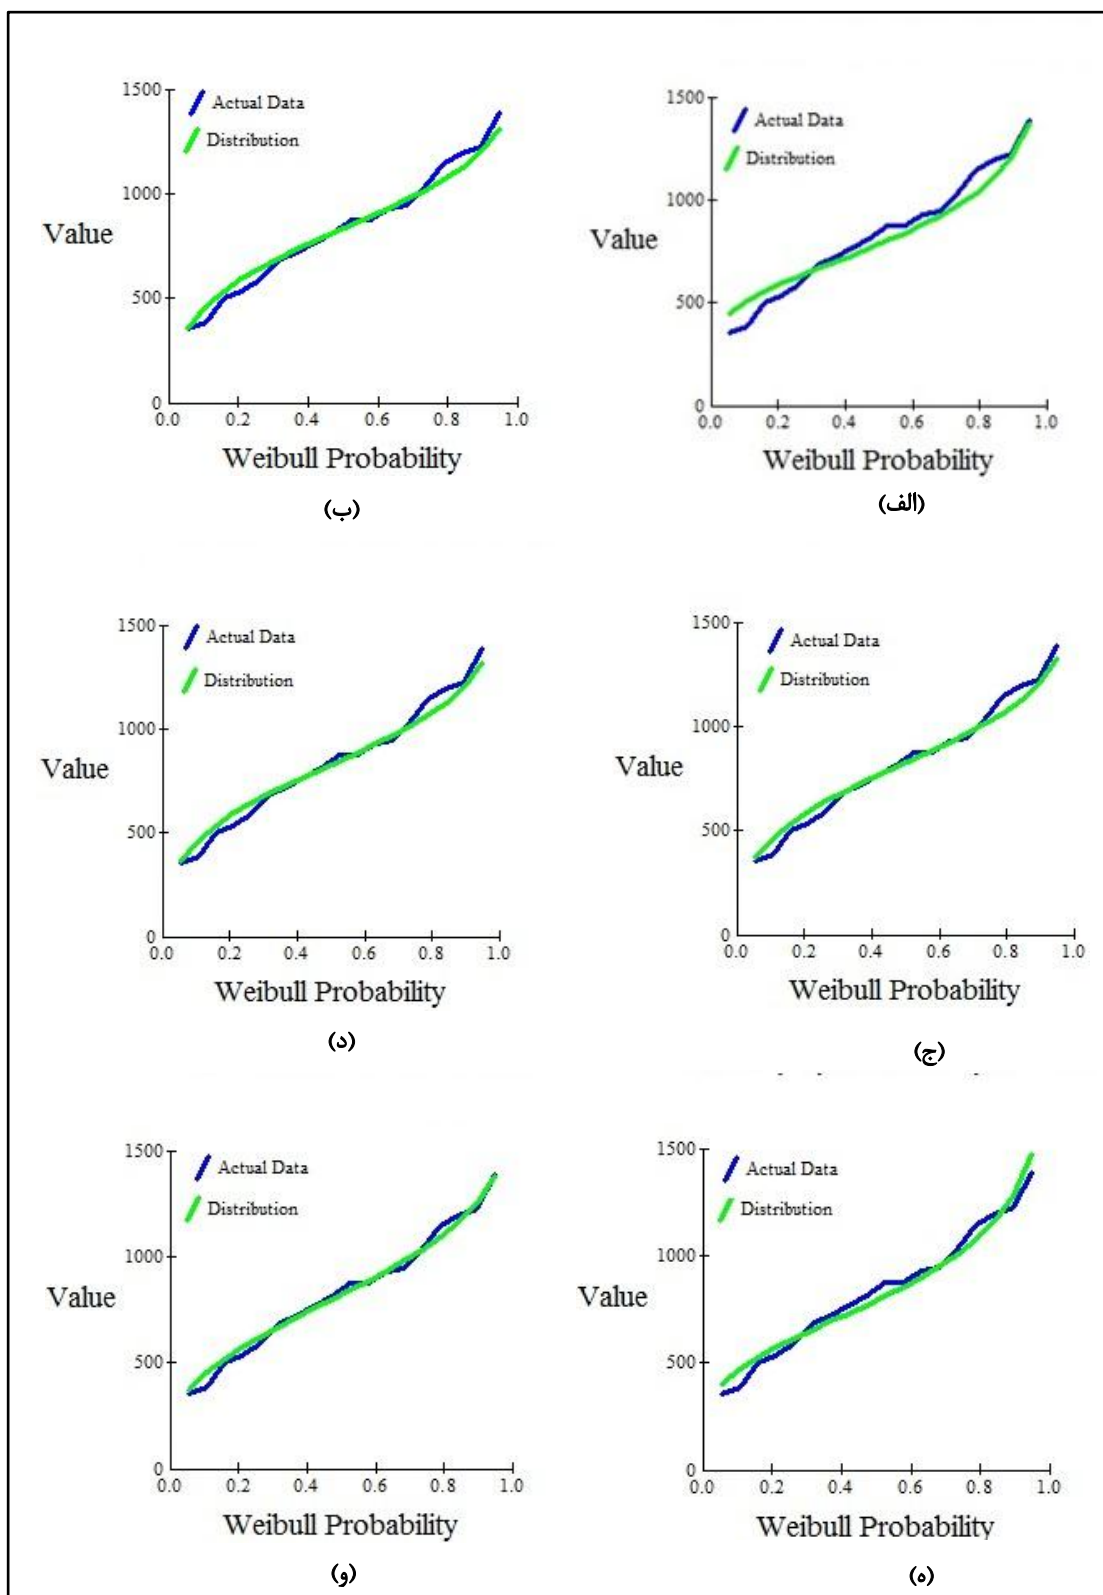 1500
Actual Data
Distribution
1000
Value
500
0
0.0 0.2 0.4 0.6 0.8 1.0
Weibull Probability
(الف)
1500
Actual Data
Distribution
1000
Value
500
0
0.0 0.2 0.4 0.6 0.8 1.0
Weibull Probability
(ب)
1500
Actual Data
Distribution
1000
Value
500
0
0.0 0.2 0.4 0.6 0.8 1.0
Weibull Probability
(ج)
1500
Actual Data
Distribution
1000
Value
500
0
0.0 0.2 0.4 0.6 0.8 1.0
Weibull Probability
(د)
1500
Actual Data
Distribution
1000
Value
500
0
0.0 0.2 0.4 0.6 0.8 1.0
Weibull Probability
(ه)
1500
Actual Data
Distribution
1000
Value
500
0
0.0 0.2 0.4 0.6 0.8 1.0
Weibull Probability
(و)